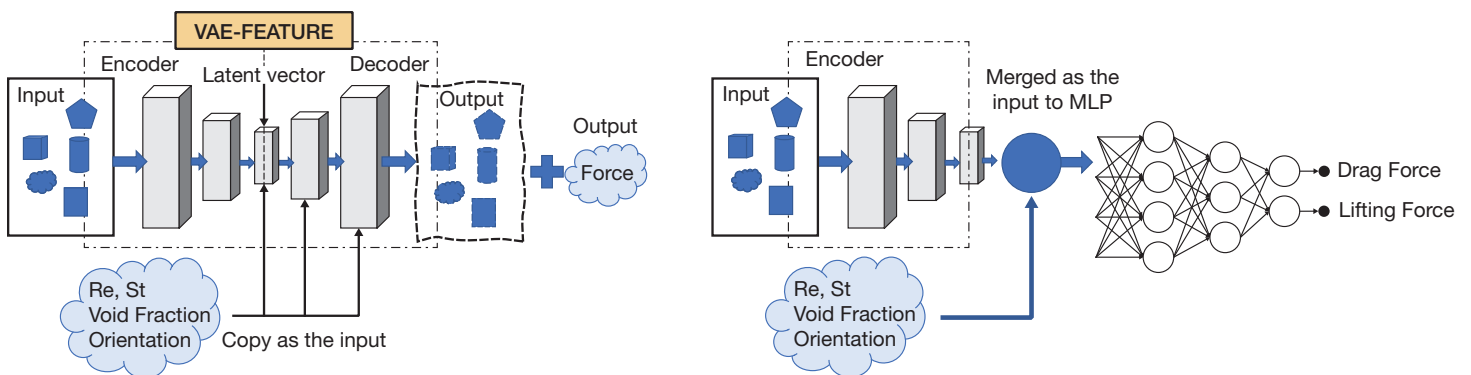 VAE-FEATURE
Encoder
Latent vector
Decoder
Input
Output
Output
Force
Re, St
Void Fraction
Orientation
Copy as the input
Encoder
Input
Merged as the
input to MLP
Drag Force
Lifting Force
Re, St
Void Fraction
Orientation